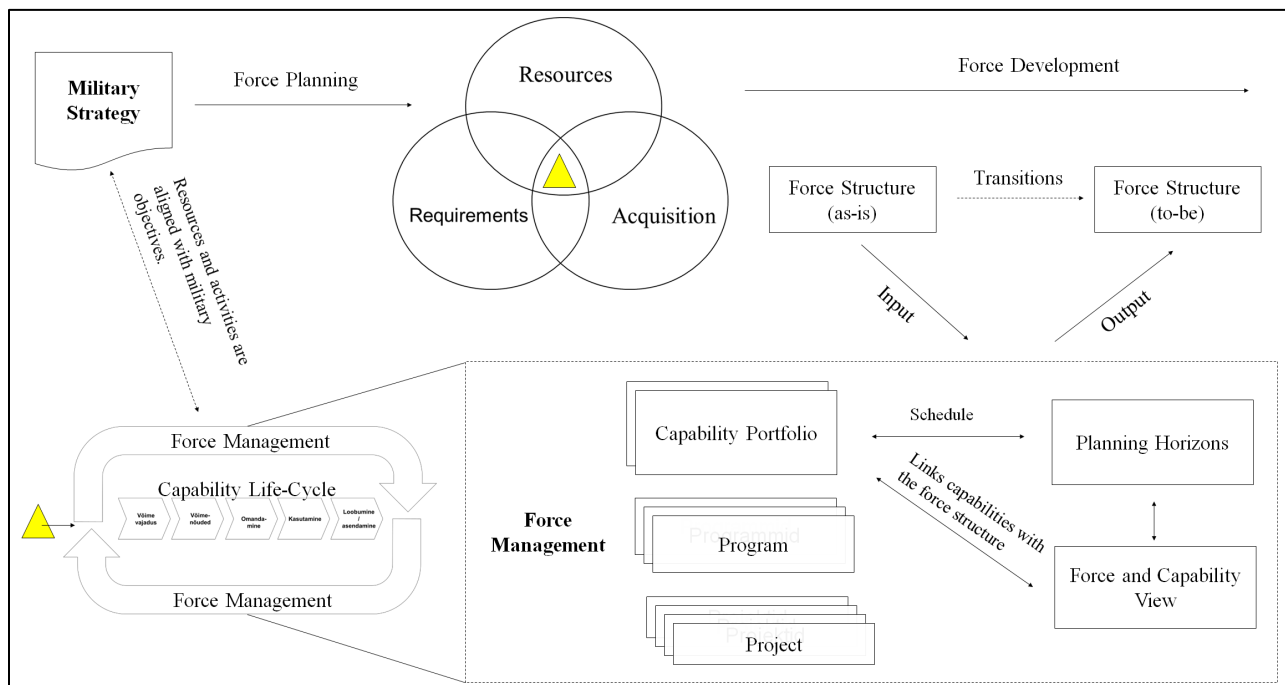 Military
Strategy
Force Planning
Resources
Requirements
Acquisition
Force Development
Force Structure
(as-is)
Transitions
Force Structure
(to-be)
Input
Output
Resources and activities are
aligned with military
objectives.
Force Management
Capability Life-Cycle
Võime
vajadus
Võime-
nõuded
Omanda-
mine
Kasutamine
Loobumine
/
asendamine
Force Management
Force
Management
Capability Portfolio
Programmid
Program
Projektid
Projektid
Project
Schedule
Links capabilities with
the force structure
Planning Horizons
Force and Capability
View